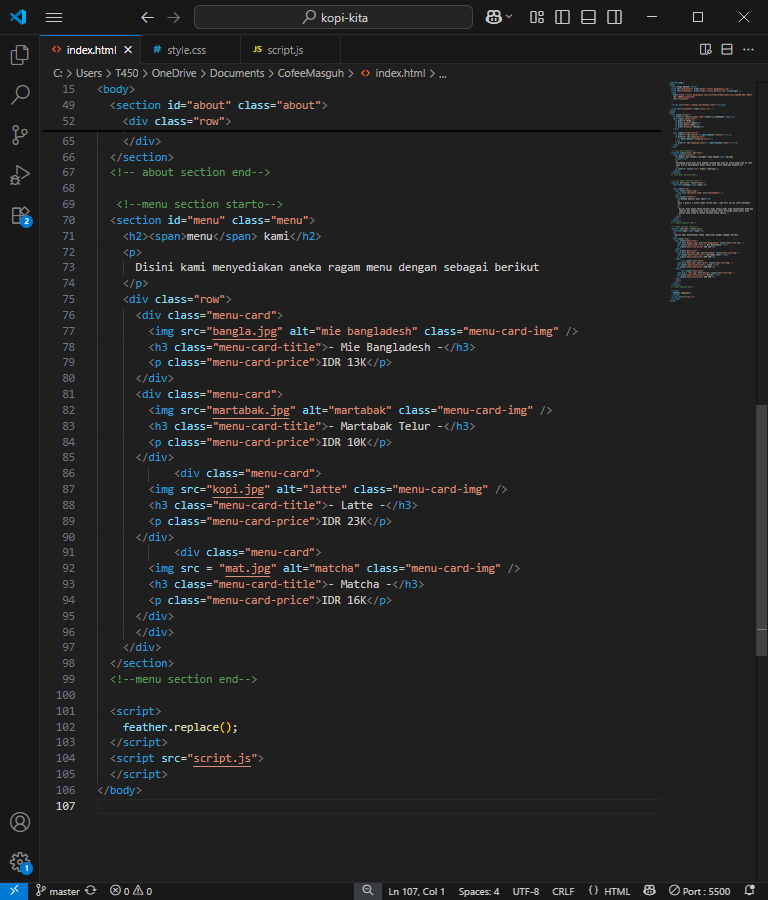 kopi-kita
index.html
# style.css
JS script.js
C: > Users > T450 > OneDrive > Documents > CofeeMasguh > <> index.html > ...
15 <body>
49 <section id="about" class="about">
52 <div class="row">
65 </div>
66 </section>
67 <!-- about section end-->
68
69 <!--menu section starto-->
70 <section id="menu" class="menu">
71 <h2><span>menu</span> kami</h2>
72 <p>
73 Disini kami menyediakan aneka ragam menu dengan sebagai berikut
74 </p>
75 <div class="row">
76 <div class="menu-card">
77 <img src="bangla.jpg" alt="mie bangladesh" class="menu-card-img" />
78 <h3 class="menu-card-title">- Mie Bangladesh -</h3>
79 <p class="menu-card-price">IDR 13K</p>
80 </div>
81 <div class="menu-card">
82 <img src="martabak.jpg" alt="martabak" class="menu-card-img" />
83 <h3 class="menu-card-title">- Martabak Telur -</h3>
84 <p class="menu-card-price">IDR 10K</p>
85 </div>
86 <div class="menu-card">
87 <img src="kopi.jpg" alt="latte" class="menu-card-img" />
88 <h3 class="menu-card-title">- Latte -</h3>
89 <p class="menu-card-price">IDR 23K</p>
90 </div>
91 <div class="menu-card">
92 <img src = "mat.jpg" alt="matcha" class="menu-card-img" />
93 <h3 class="menu-card-title">- Matcha -</h3>
94 <p class="menu-card-price">IDR 16K</p>
95 </div>
96 </div>
97 </div>
98 </section>
99 <!--menu section end-->
100
101 <script>
102 feather.replace();
103 </script>
104 <script src="script.js">
105 </script>
106 </body>
107
2
1
master 0 0 Ln 107, Col 1 Spaces: 4 UTF-8 CRLF {} HTML Port : 5500